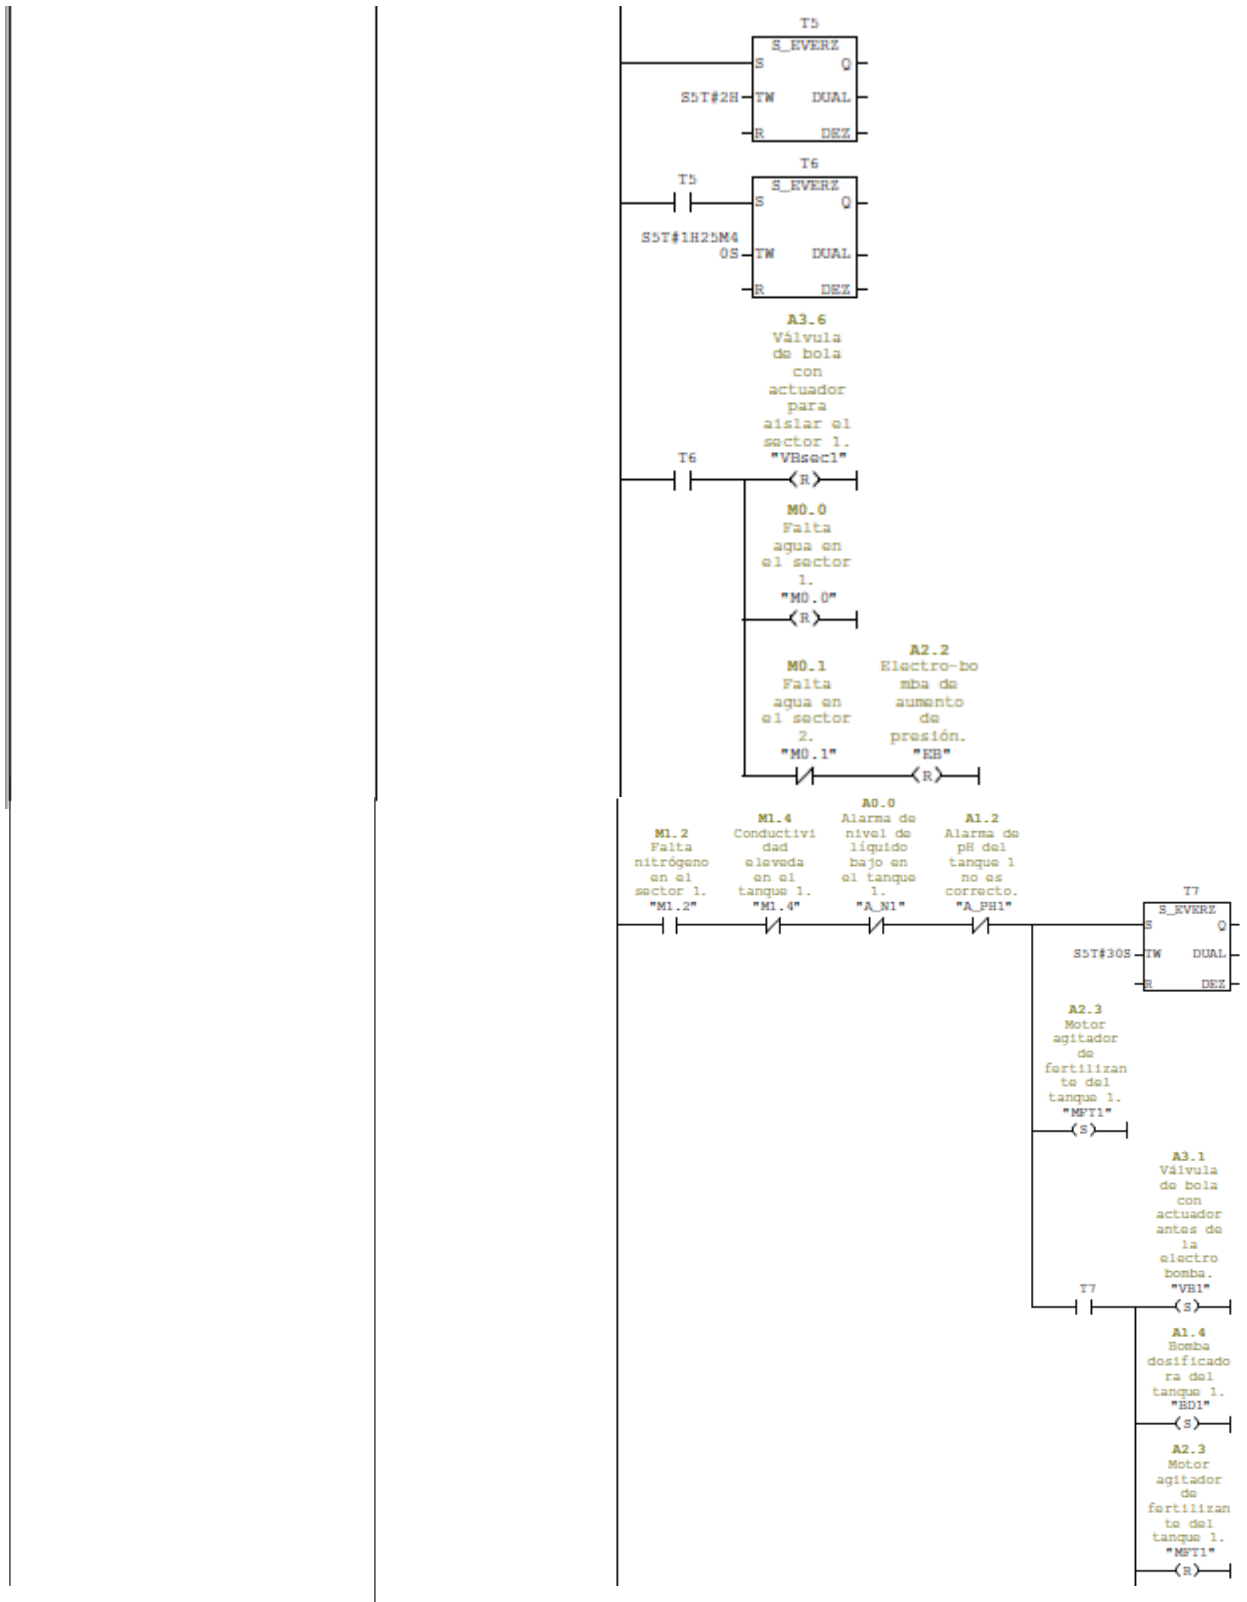 T5
S_EVERZ
S Q
S5T#2H TW DUAL
R DEZ
T6
T5
S_EVERZ
S Q
S5T#1H25M4
0S TW DUAL
R DEZ
A3.6
Válvula
de bola
con
actuador
para
aislar el
sector 1.
T6 "VBsec1"
(R)
M0.0
Falta
agua en
el sector
1.
"M0.0"
(R)
M0.1
Falta
agua en
el sector
2.
"M0.1"
A2.2
Electro-bo
mba de
aumento
de
presión.
"EB"
(R)
M1.2
Falta
nitrógeno
en el
sector 1.
"M1.2"
M1.4
Conductivi
dad
eleveda
en el
tanque 1.
"M1.4"
A0.0
Alarma de
nivel de
líquido
bajo en
el tanque
1.
"A_N1"
A1.2
Alarma de
pH del
tanque 1
no es
correcto.
"A_PH1"
T7
S_EVERZ
S Q
S5T#30S TW DUAL
R DEZ
A2.3
Motor
agitador
de
fertilizan
te del
tanque 1.
"MFT1"
(S)
A3.1
Válvula
de bola
con
actuador
antes de
la
electro
bomba.
T7 "VB1"
(S)
A1.4
Bomba
dosificado
ra del
tanque 1.
"BD1"
(S)
A2.3
Motor
agitador
de
fertilizan
te del
tanque 1.
"MFT1"
(R)